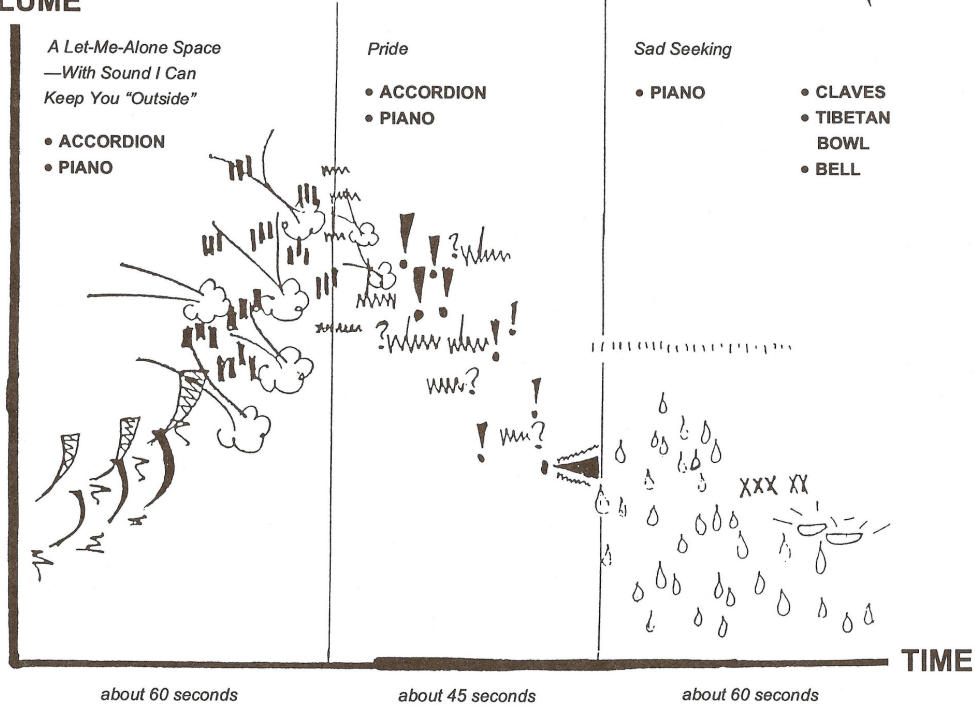 LUME
A Let-Me-Alone Space
—With Sound I Can
Keep You "Outside"
• ACCORDION
• PIANO
Pride
• ACCORDION
• PIANO
Sad Seeking
• PIANO
• CLAVES
• TIBETAN
BOWL
• BELL
XXX XX
TIME
about 60 seconds
about 45 seconds
about 60 seconds